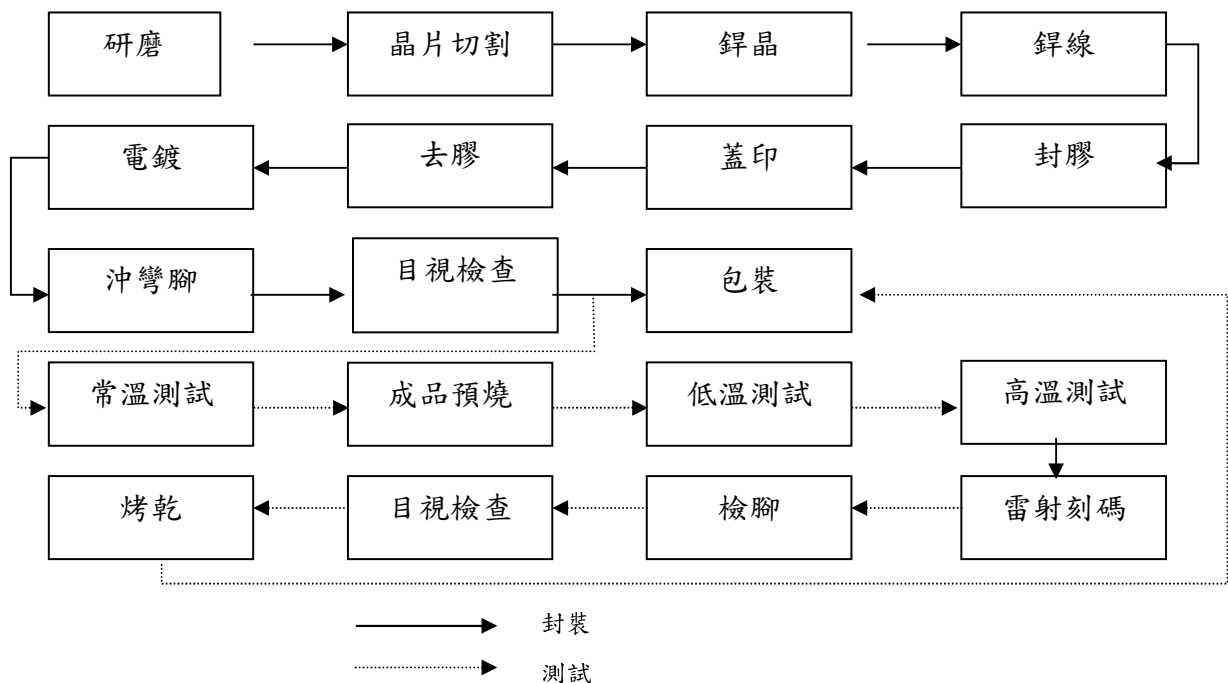 研磨
晶片切割
銲晶
銲線
電鍍
去膠
蓋印
封膠
沖彎腳
目視檢查
包裝
常溫測試
成品預燒
低溫測試
高溫測試
烤乾
目視檢查
檢腳
雷射刻碼
封裝
測試